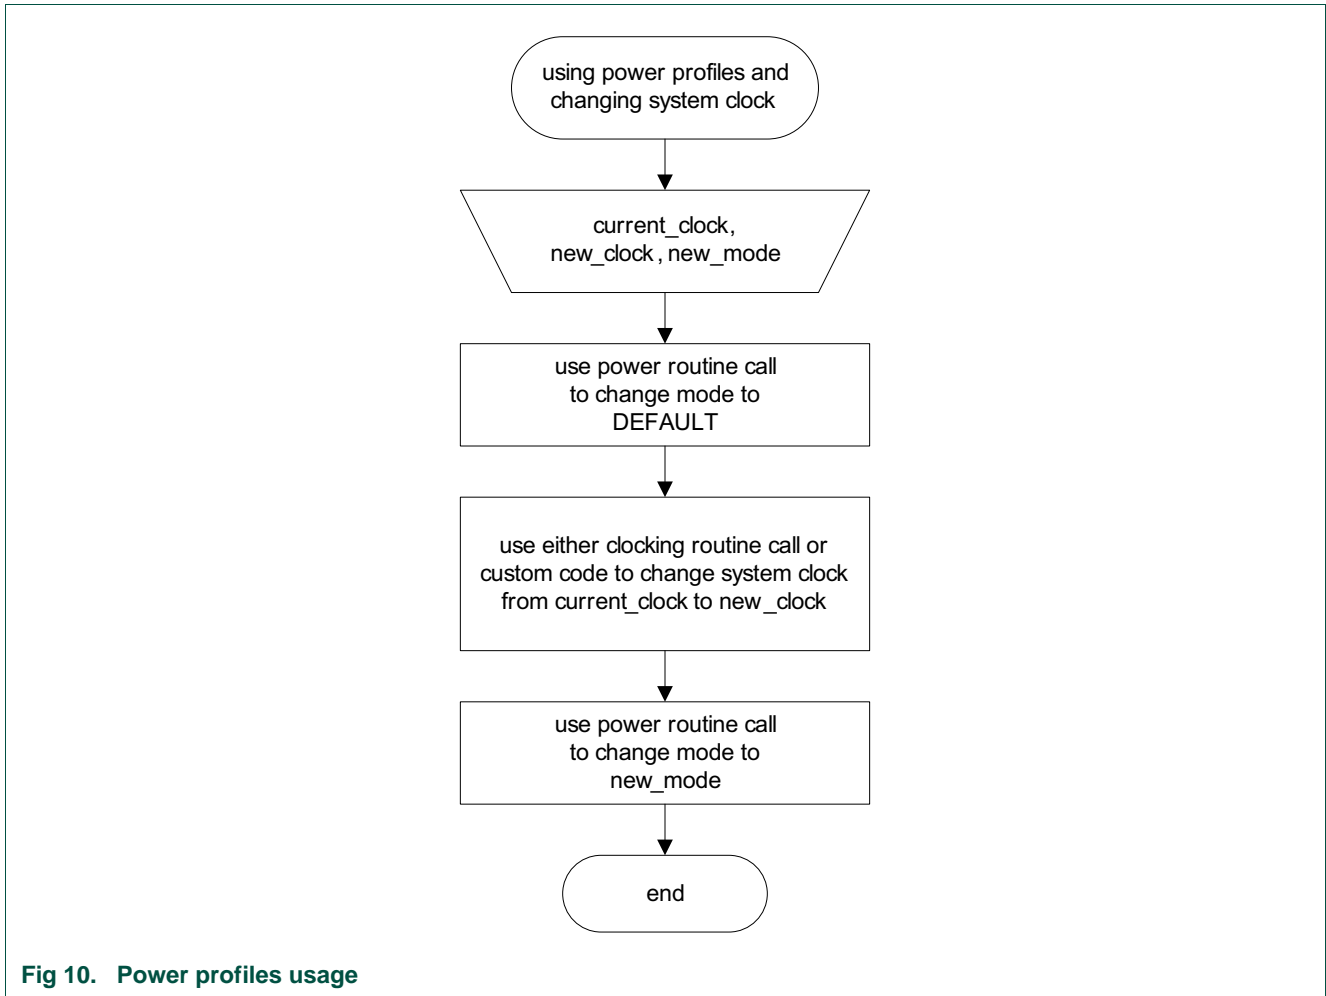 using power profiles and
changing system clock
current_clock,
new_clock, new_mode
use power routine call
to change mode to
DEFAULT
use either clocking routine call or
custom code to change system clock
from current_clock to new_clock
use power routine call
to change mode to
new_mode
end
Fig 10. Power profiles usage